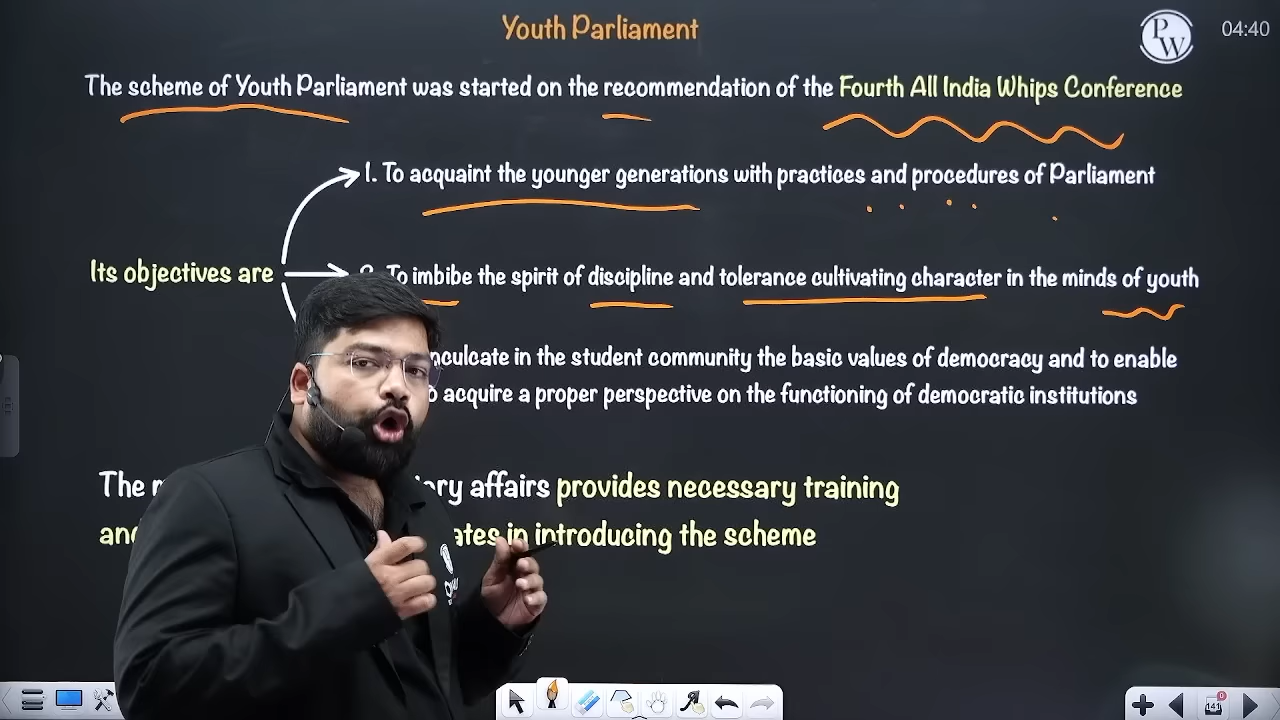 Youth Parliament
PW
04:40
The scheme of Youth Parliament was started on the recommendation of the Fourth All India Whips Conference
1. To acquaint the younger generations with practices and procedures of Parliament
Its objectives are
To imbibe the spirit of discipline and tolerance cultivating character in the minds of youth
in the student community the basic values of democracy and to enable
acquire a proper perspective on the functioning of democratic institutions
The
affairs provides necessary training
in introducing the scheme
141